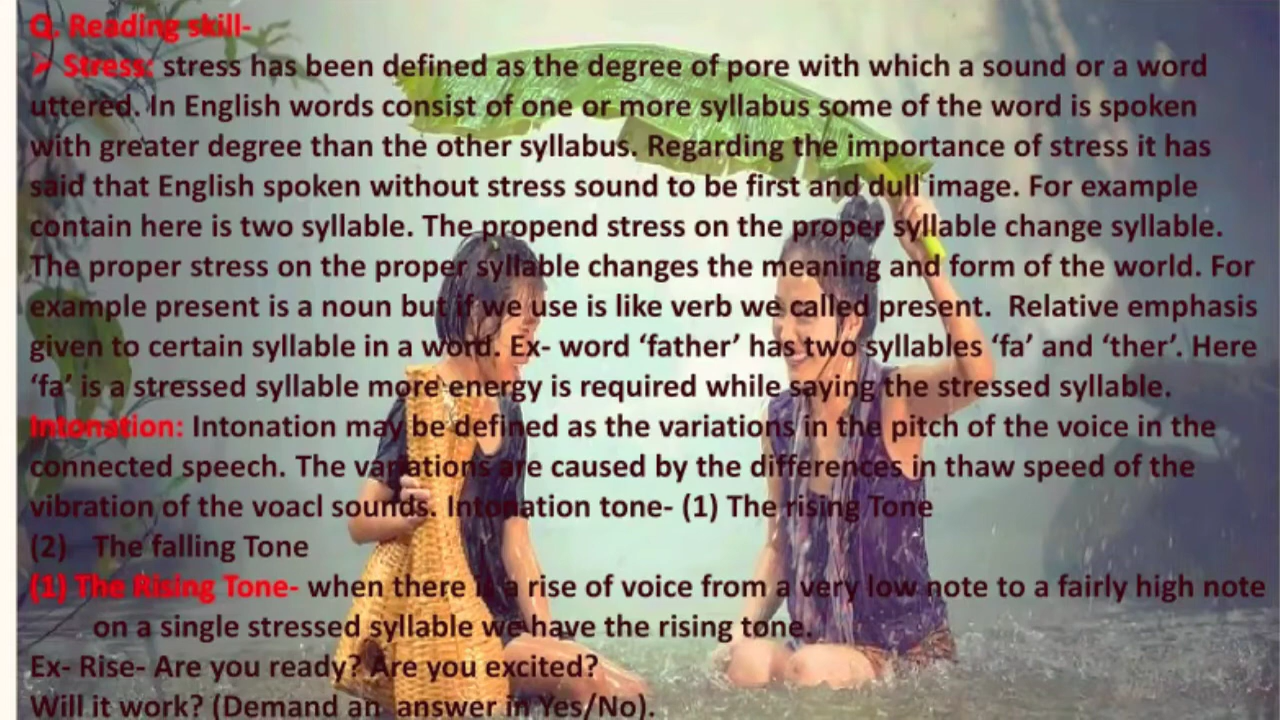 Q. Reading skill-
➢ Stress: stress has been defined as the degree of pore with which a sound or a word
uttered. In English words consist of one or more syllabus some of the word is spoken
with greater degree than the other syllabus. Regarding the importance of stress it has
said that English spoken without stress sound to be first and dull image. For example
contain here is two syllable. The propend stress on the proper syllable change syllable.
The proper stress on the proper syllable changes the meaning and form of the world. For
example present is a noun but if we use is like verb we called present. Relative emphasis
given to certain syllable in a word. Ex- word ‘father’ has two syllables ‘fa’ and ‘ther’. Here
‘fa’ is a stressed syllable more energy is required while saying the stressed syllable.
Intonation: Intonation may be defined as the variations in the pitch of the voice in the
connected speech. The variations are caused by the differences in thaw speed of the
vibration of the voacl sounds. Intonation tone- (1) The rising Tone
(2) The falling Tone
(1) The Rising Tone- when there is a rise of voice from a very low note to a fairly high note
on a single stressed syllable we have the rising tone.
Ex- Rise- Are you ready? Are you excited?
Will it work? (Demand an answer in Yes/No).